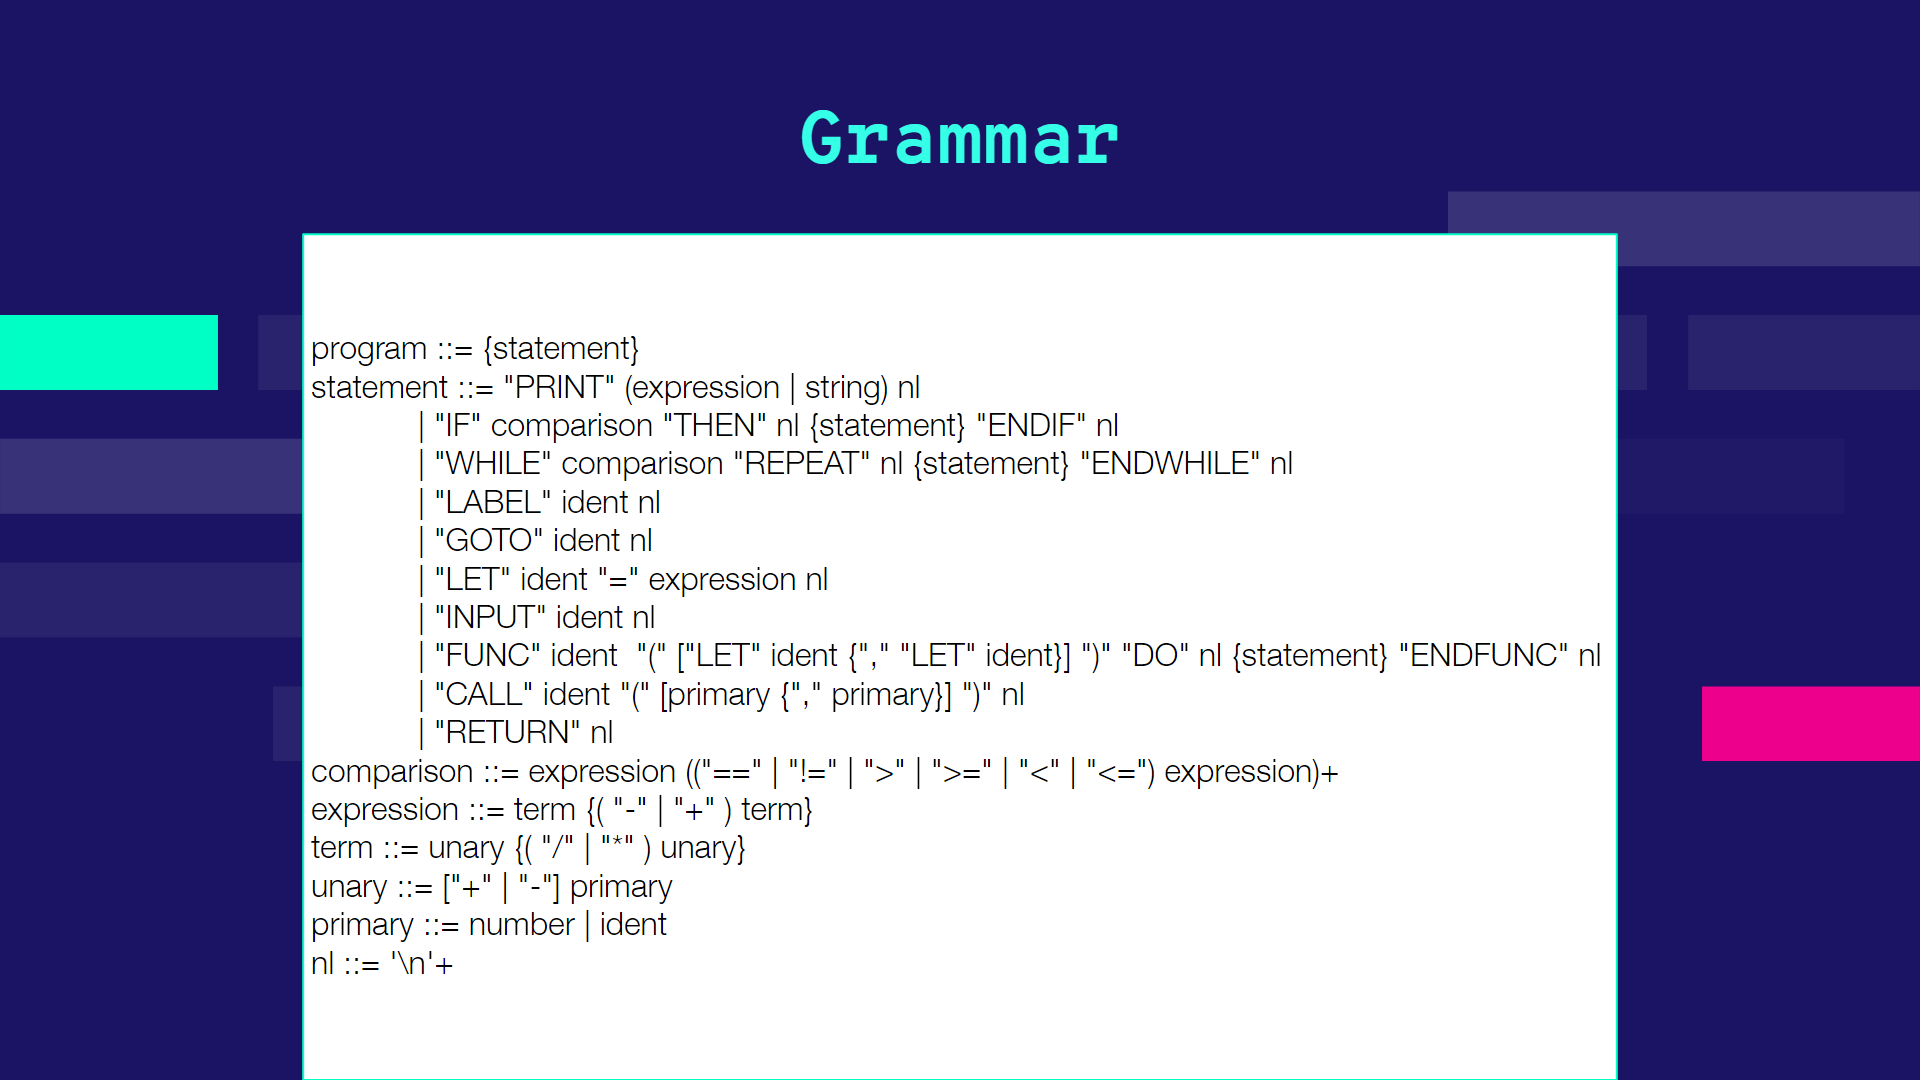 Grammar
program ::= {statement}
statement ::= "PRINT" (expression | string) nl
| "IF" comparison "THEN" nl {statement} "ENDIF" nl
| "WHILE" comparison "REPEAT" nl {statement} "ENDWHILE" nl
| "LABEL" ident nl
| "GOTO" ident nl
| "LET" ident "=" expression nl
| "INPUT" ident nl
| "FUNC" ident  "(" ["LET" ident {"," "LET" ident}] ")" "DO" nl {statement} "ENDFUNC" nl
| "CALL" ident "(" [primary {"," primary}] ")" nl
| "RETURN" nl
comparison ::= expression (("==" | "!=" | ">" | ">=" | "<" | "<=") expression)+
expression ::= term {( "-" | "+" ) term}
term ::= unary {( "/" | "*" ) unary}
unary ::= ["+" | "-"] primary
primary ::= number | ident
nl ::= '\n'+